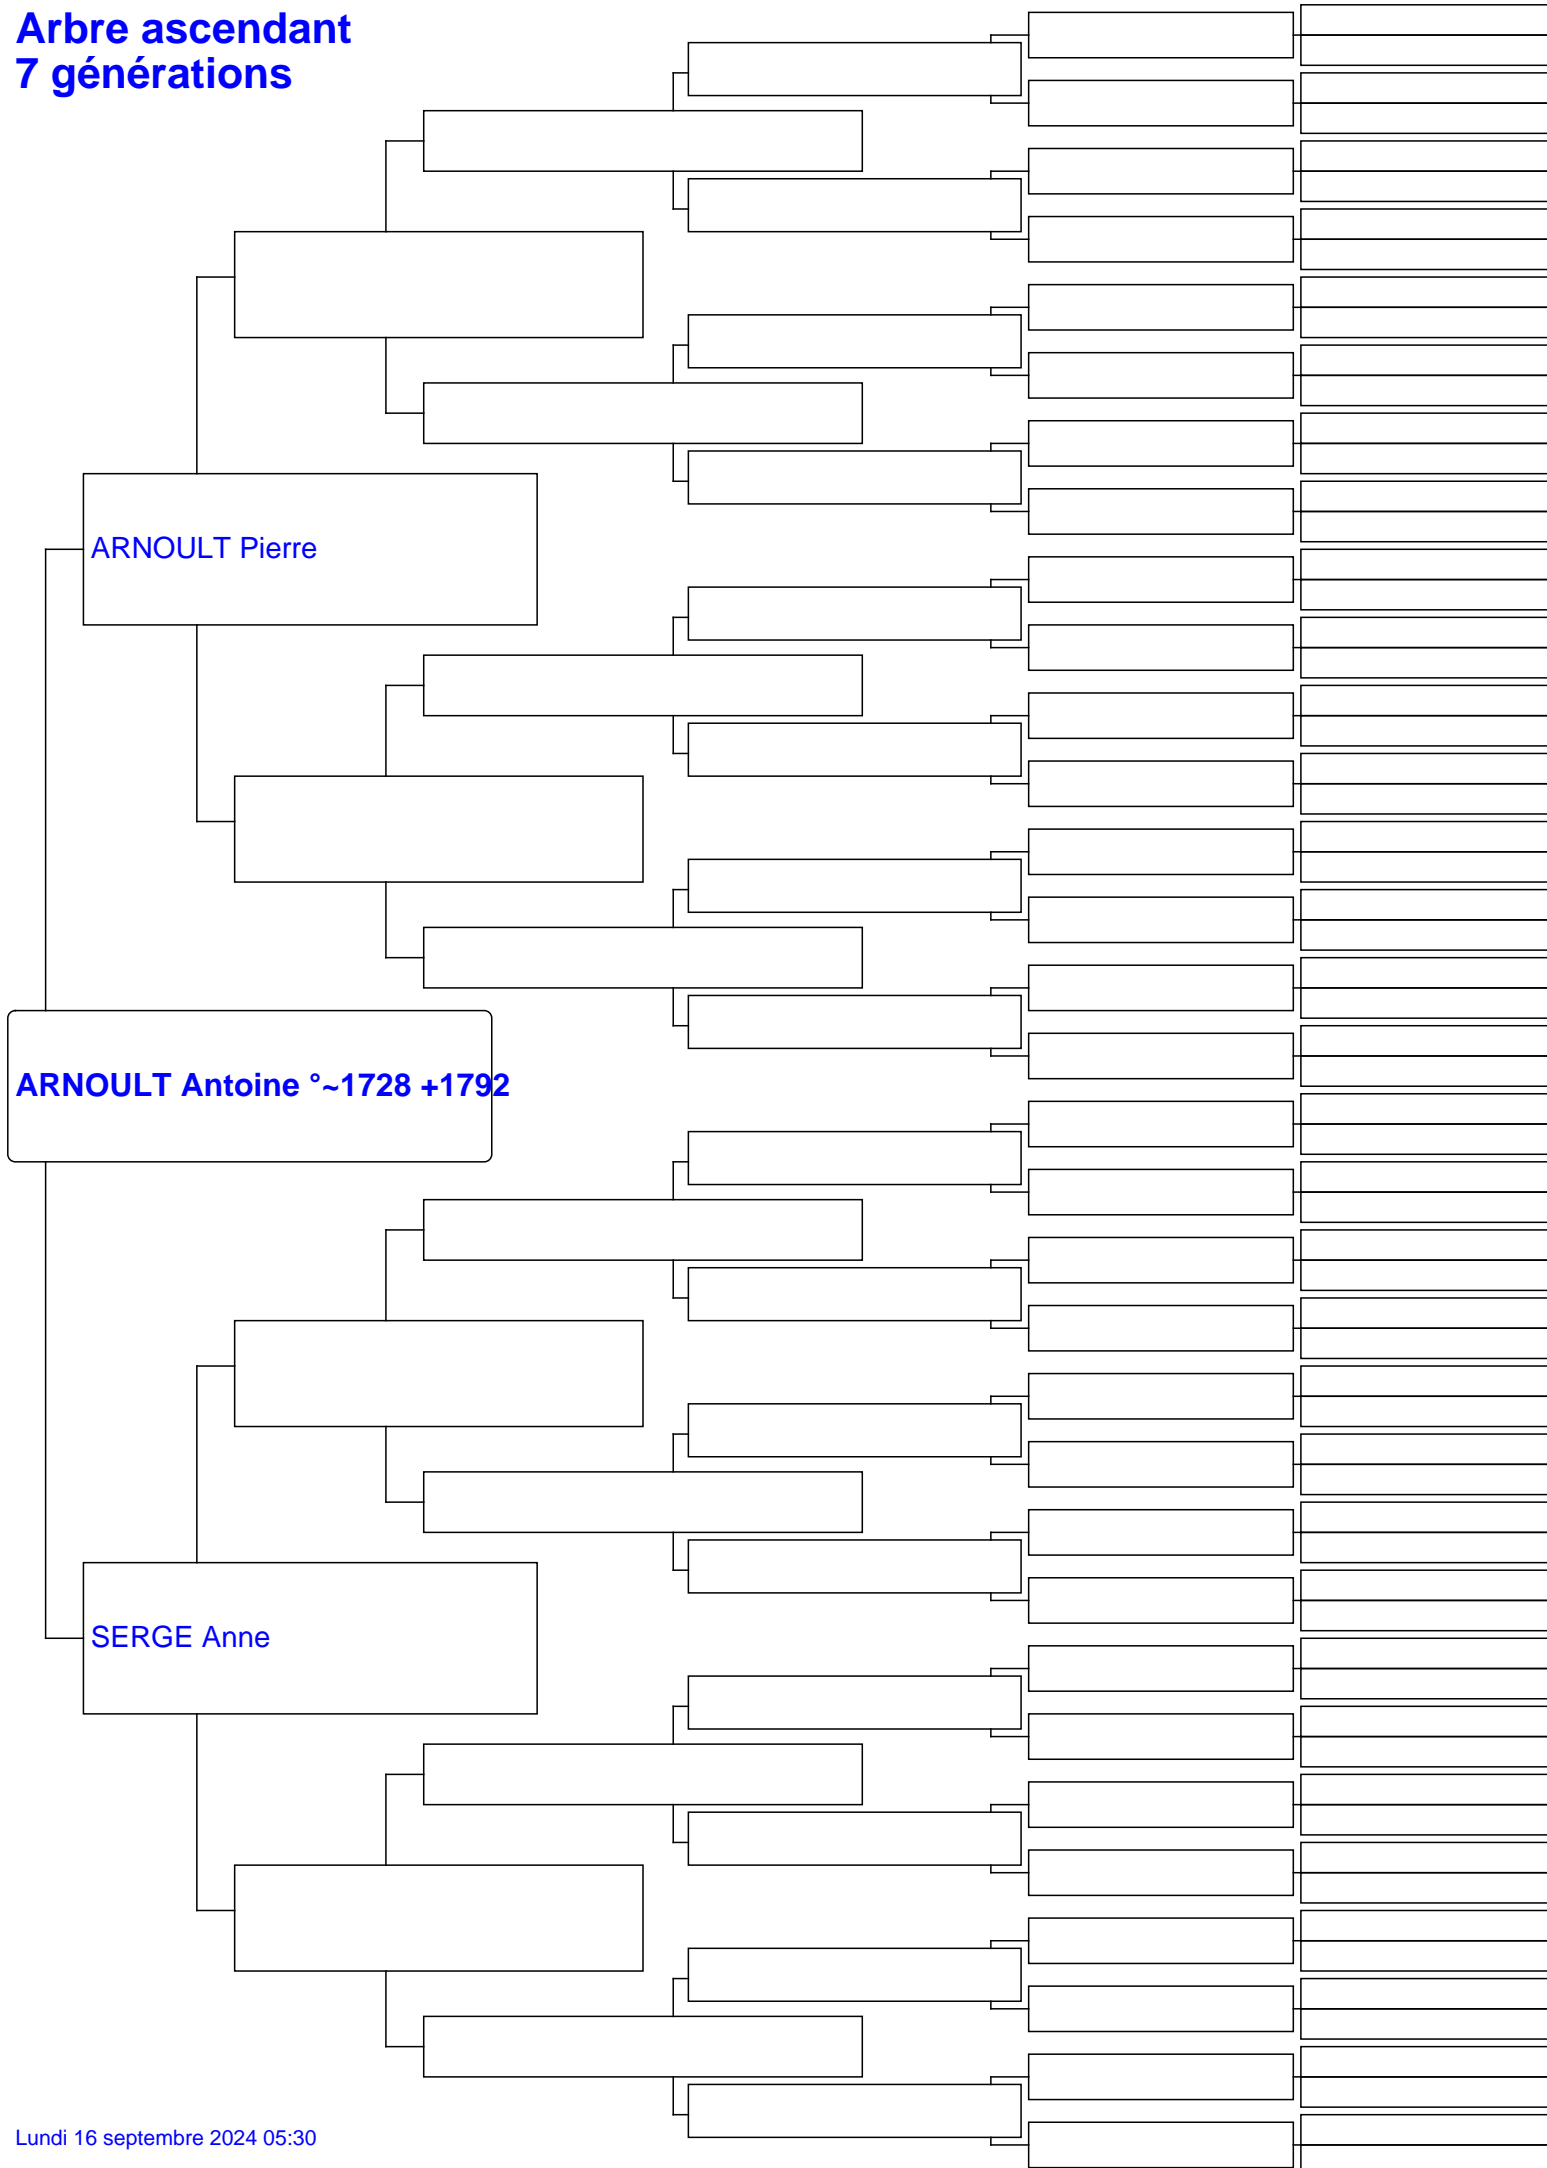 Arbre ascendant
7 générations
ARNOULT Pierre
ARNOULT Antoine °~1728 +1792
SERGE Anne
Lundi 16 septembre 2024 05:30